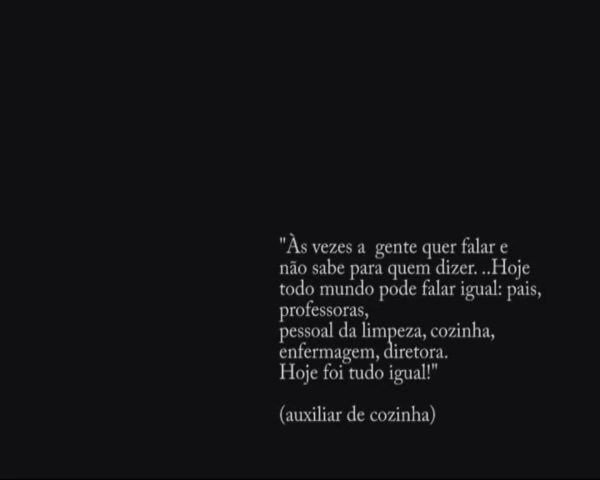 "Às vezes a  gente quer falar e
não sabe para quem dizer. ..Hoje
todo mundo pode falar igual: pais,
professoras,
pessoal da limpeza, cozinha,
enfermagem, diretora.
Hoje foi tudo igual!"
(auxiliar de cozinha)